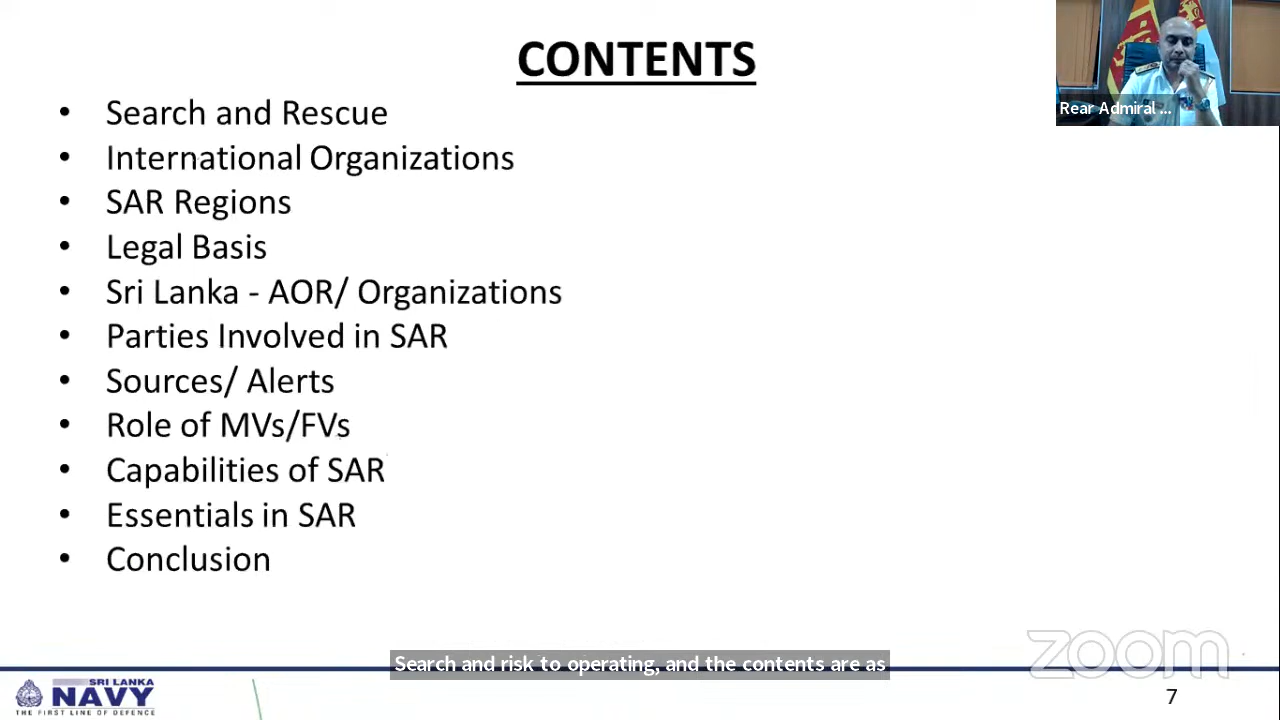 CONTENTS
Rear Admiral ...
• Search and Rescue
• International Organizations
• SAR Regions
• Legal Basis
• Sri Lanka - AOR/ Organizations
• Parties Involved in SAR
• Sources/ Alerts
• Role of MVs/FVs
• Capabilities of SAR
• Essentials in SAR
• Conclusion
zoom
Search and risk to operating, and the contents are as
SRI LANKA
NAVY
THE FIRST LINE OF DEFENCE
7